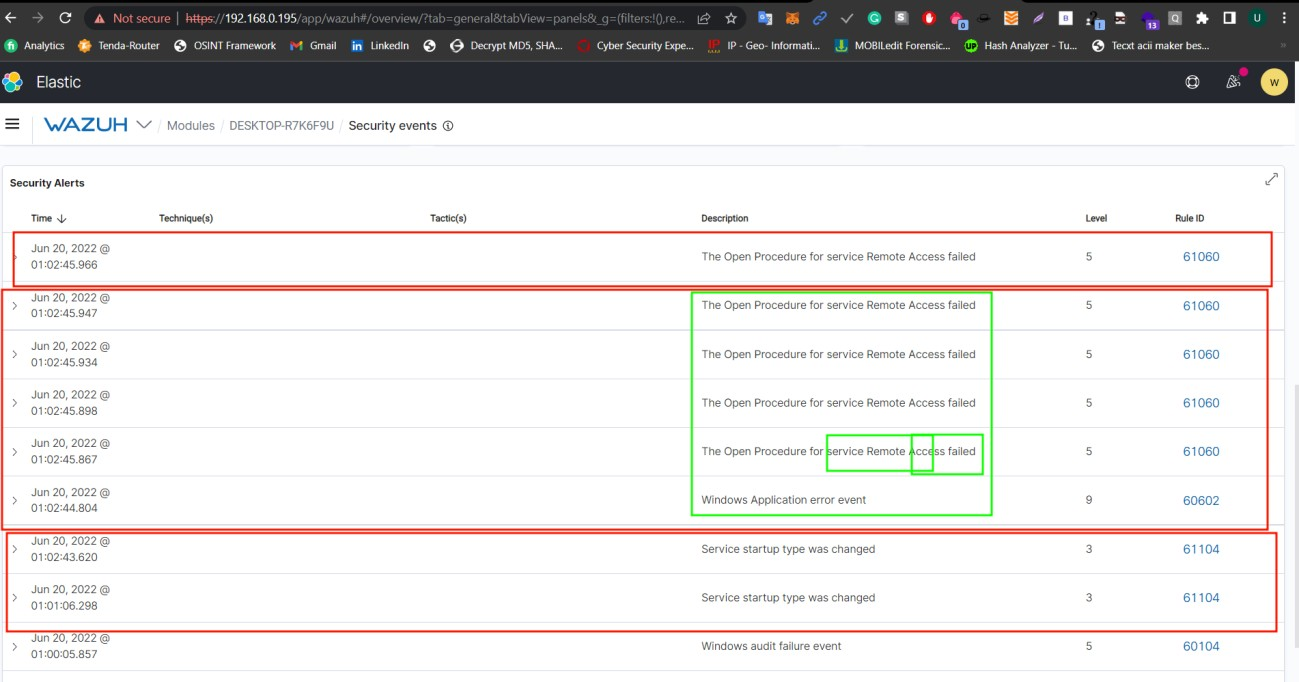 Not secure | https://192.168.0.195/app/wazuh#/overview/?tab=general&tabView=panels&_g=(filters:!(),re...
Analytics Tenda-Router OSINT Framework Gmail LinkedIn Decrypt MD5, SHA... Cyber Security Expe... IP - Geo- Informati... MOBILedit Forensic... Hash Analyzer - Tu... Tecxt acii maker bes...
Elastic W
WAZUH / Modules / DESKTOP-R7K6F9U / Security events
Security Alerts
Time Technique(s) Tactic(s) Description Level Rule ID
Jun 20, 2022 @
01:02:45.966 The Open Procedure for service Remote Access failed 5 61060
Jun 20, 2022 @
01:02:45.947 The Open Procedure for service Remote Access failed 5 61060
Jun 20, 2022 @
01:02:45.934 The Open Procedure for service Remote Access failed 5 61060
Jun 20, 2022 @
01:02:45.898 The Open Procedure for service Remote Access failed 5 61060
Jun 20, 2022 @
01:02:45.867 The Open Procedure for service Remote Access failed 5 61060
Jun 20, 2022 @
01:02:44.804 Windows Application error event 9 60602
Jun 20, 2022 @
01:02:43.620 Service startup type was changed 3 61104
Jun 20, 2022 @
01:01:06.298 Service startup type was changed 3 61104
Jun 20, 2022 @
01:00:05.857 Windows audit failure event 5 60104